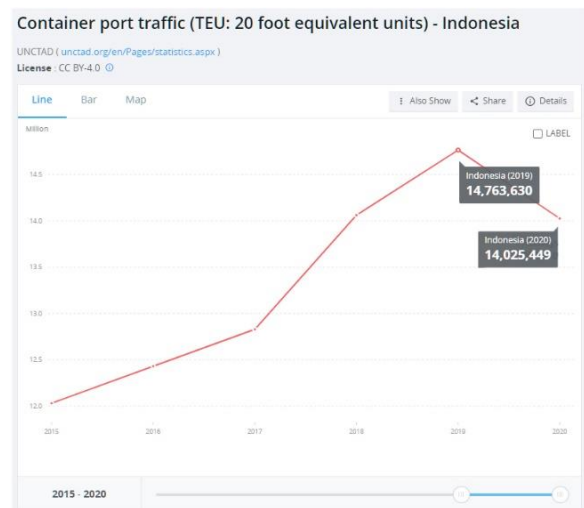 Container port traffic (TEU: 20 foot equivalent units) - Indonesia
UNCTAD ( unctad.org/en/Pages/statistics.aspx )
License : CC BY-4.0
Line Bar Map Also Show Share Details
Million LABEL
14.5
Indonesia (2019)
14,763,630
14.0
Indonesia (2020)
14,025,449
13.5
13.0
12.5
12.0
2015 2016 2017 2018 2019 2020
2015 - 2020